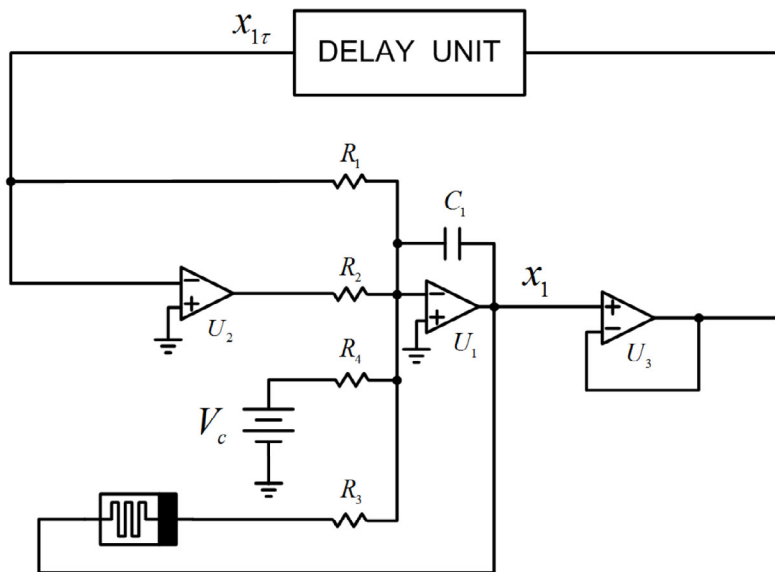 x1τ
DELAY UNIT
R1
C1
R2
x1
U2
U1
U3
R4
Vc
R3